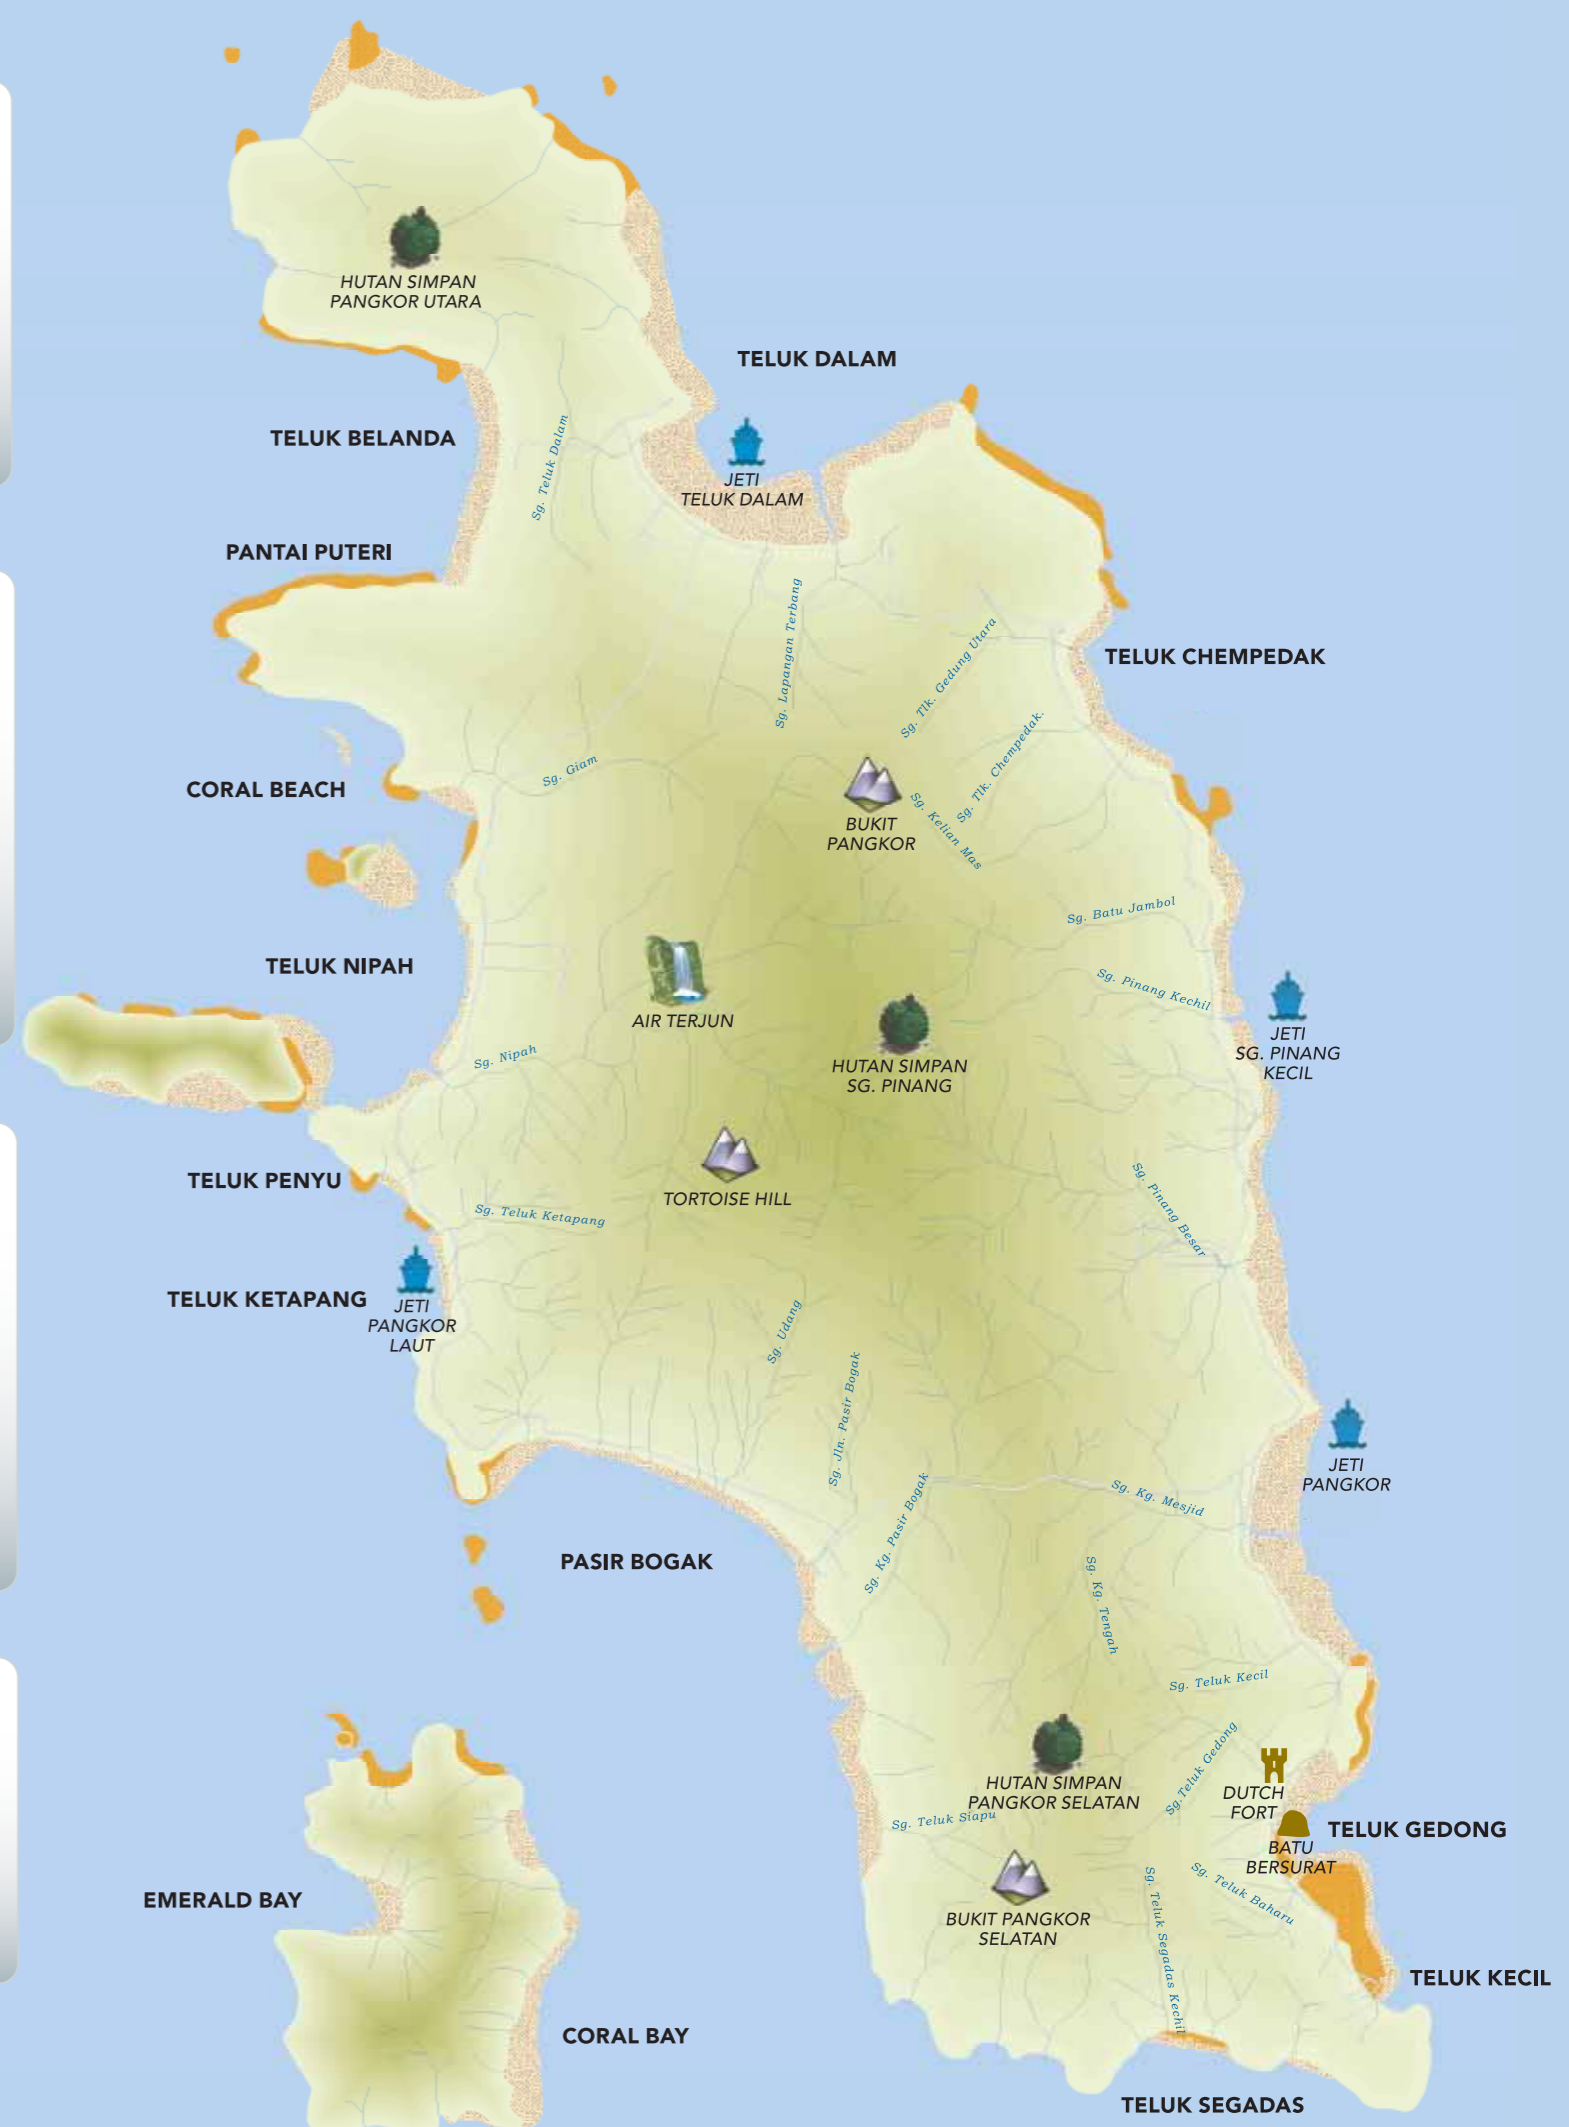 HUTAN SIMPAN
PANGKOR UTARA
TELUK DALAM
TELUK BELANDA
Sg. Teluk Dalam
JETI
TELUK DALAM
PANTAI PUTERI
Sg. Lapangan Terbang
Sg. Tlk. Gedung Utara
TELUK CHEMPEDAK
Sg. Tlk. Chempedak.
Sg. Giam
CORAL BEACH
BUKIT
PANGKOR
Sg. Kelian Mas
Sg. Batu Jambol
TELUK NIPAH
AIR TERJUN
Sg. Pinang Kechil
JETI
SG. PINANG
KECIL
Sg. Nipah
HUTAN SIMPAN
SG. PINANG
TELUK PENYU
TORTOISE HILL
Sg. Pinang Besar
Sg. Teluk Ketapang
TELUK KETAPANG
JETI
PANGKOR
LAUT
Sg. Udang
Sg. Jln. Pasir Bogak
JETI
PANGKOR
Sg. Kg. Mesjid
Sg. Kg. Pasir Bogak
PASIR BOGAK
Sg. Kg. Tengah
Sg. Teluk Kecil
Sg. Teluk Gedong
HUTAN SIMPAN
PANGKOR SELATAN
DUTCH
FORT
Sg. Teluk Siapu
TELUK GEDONG
BATU
BERSURAT
Sg. Teluk Baharu
EMERALD BAY
BUKIT PANGKOR
SELATAN
Sg. Teluk Segadas Kechil
TELUK KECIL
CORAL BAY
TELUK SEGADAS